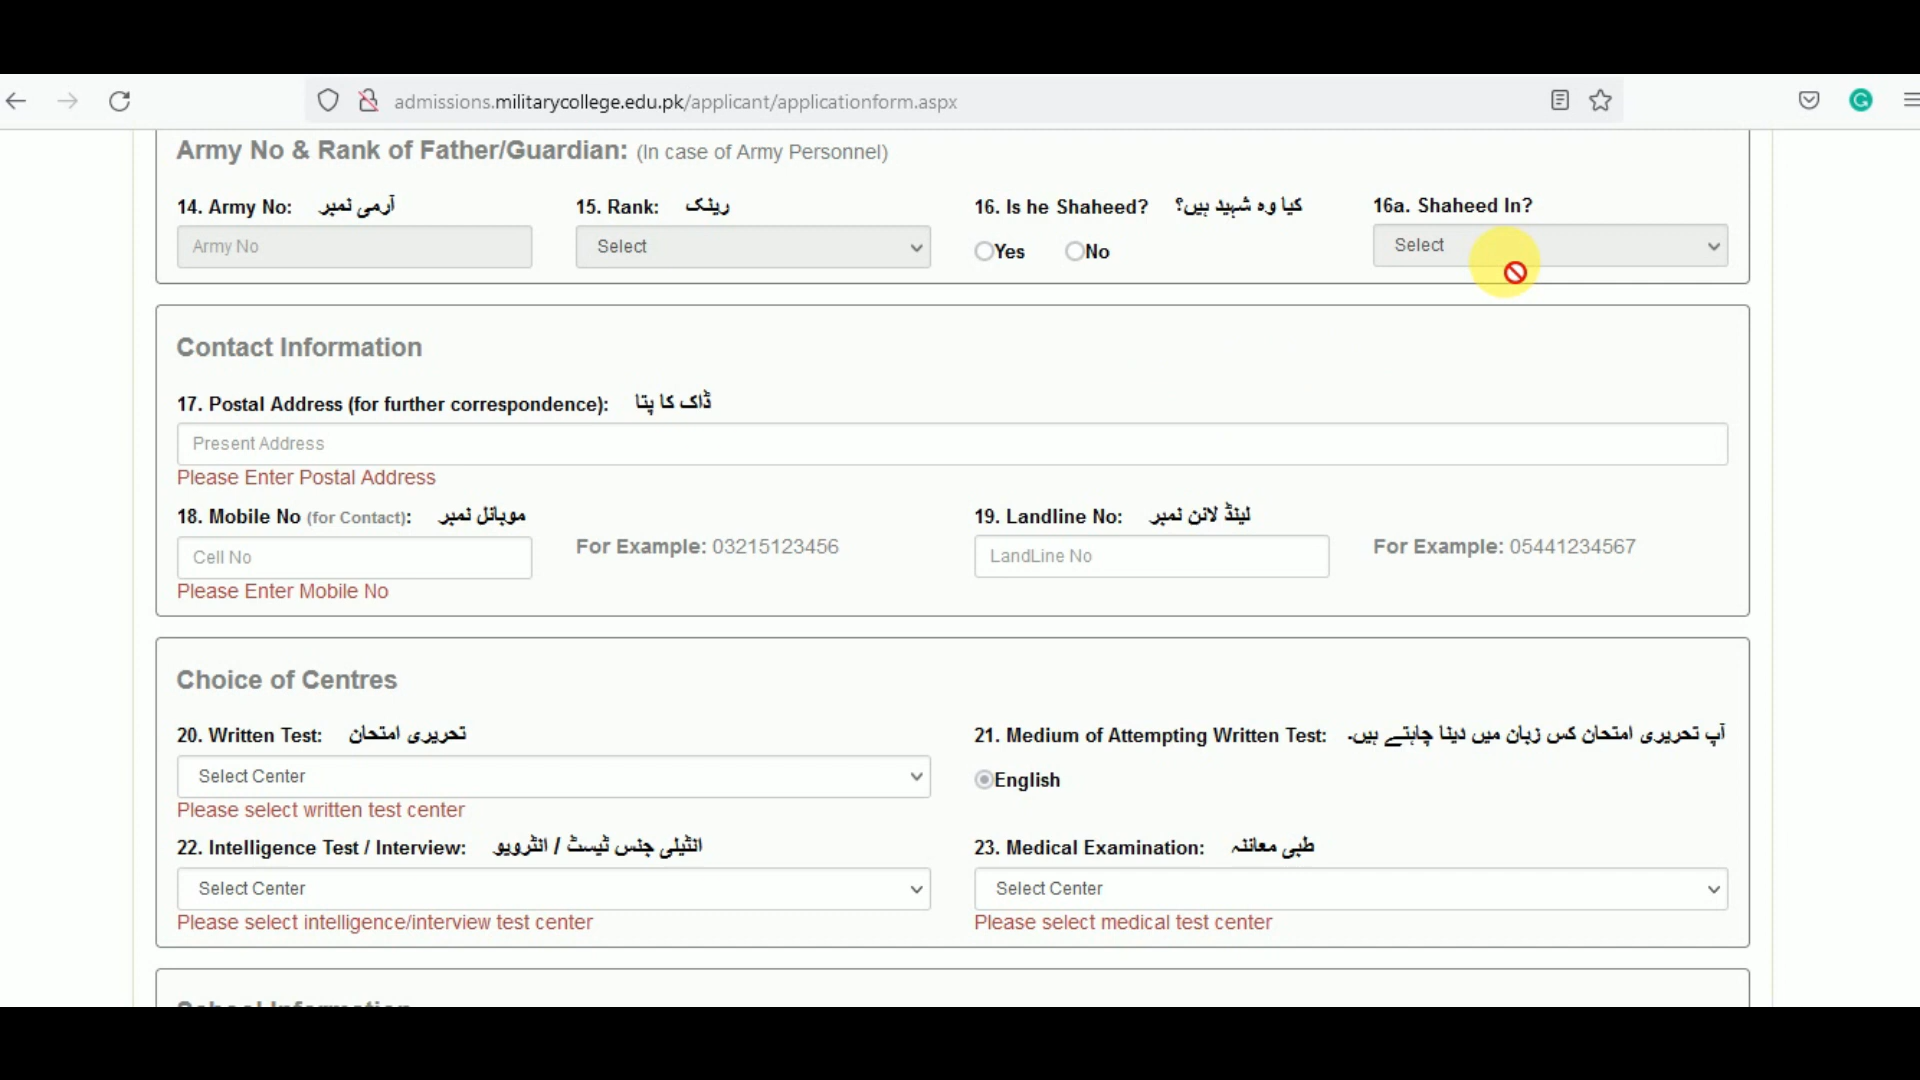 admissions.militarycollege.edu.pk/applicant/applicationform.aspx
Army No & Rank of Father/Guardian: (In case of Army Personnel)
14. Army No: آرمی نمبر
15. Rank: رینک
16. Is he Shaheed? کیا وہ شہید ہیں؟
16a. Shaheed In?
Army No
Select
Yes
No
Select
Contact Information
17. Postal Address (for further correspondence): ڈاک کا پتا
Present Address
Please Enter Postal Address
18. Mobile No (for Contact): موبائل نمبر
19. Landline No: لینڈ لائن نمبر
Cell No
For Example: 03215123456
LandLine No
For Example: 05441234567
Please Enter Mobile No
Choice of Centres
20. Written Test: تحریری امتحان
21. Medium of Attempting Written Test: آپ تحریری امتحان کس زبان میں دینا چاہتے ہیں۔
Select Center
English
Please select written test center
22. Intelligence Test / Interview: انٹیلی جنس ٹیسٹ / انٹرویو
23. Medical Examination: طبی معائنہ
Select Center
Select Center
Please select intelligence/interview test center
Please select medical test center
School Information